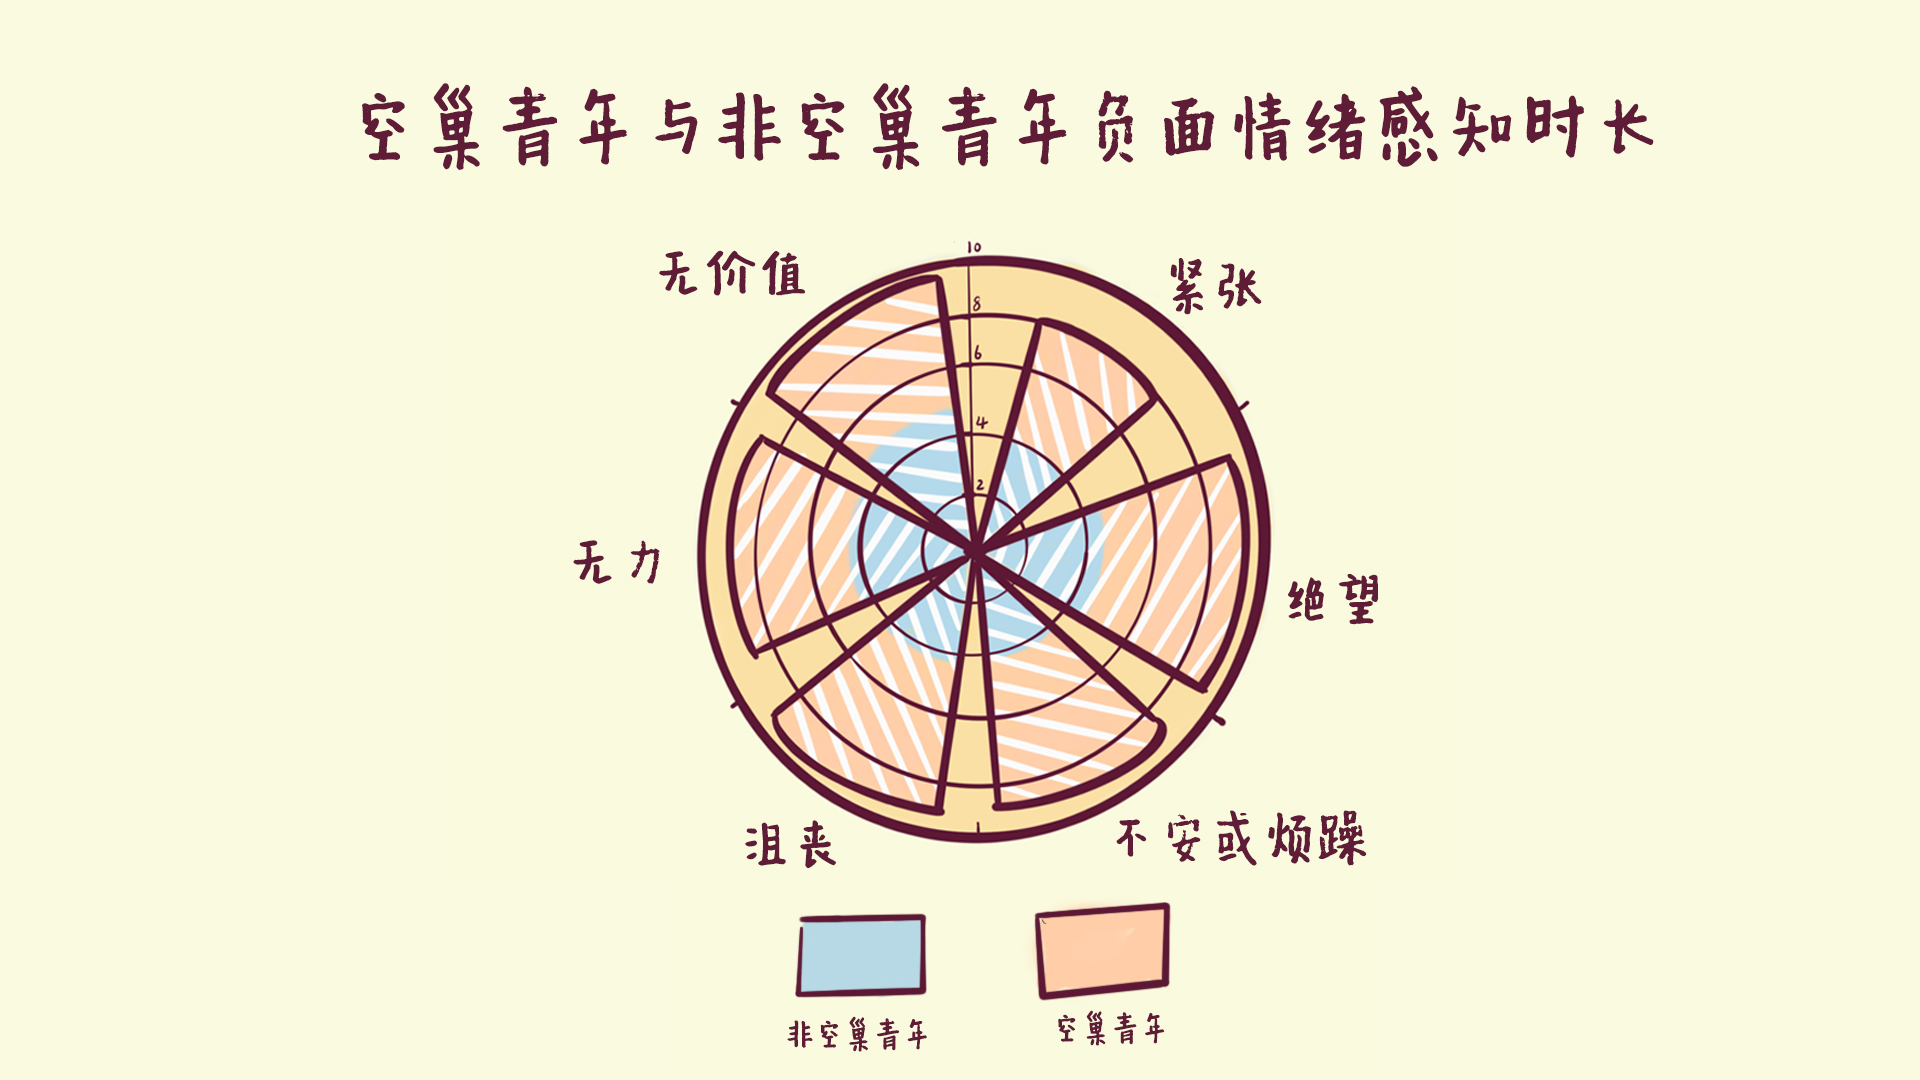 空巢青年与非空巢青年负面情绪感知时长
10
无价值
紧张
8
6
4
2
无力
绝望
沮丧
不安或烦躁
非空巢青年
空巢青年